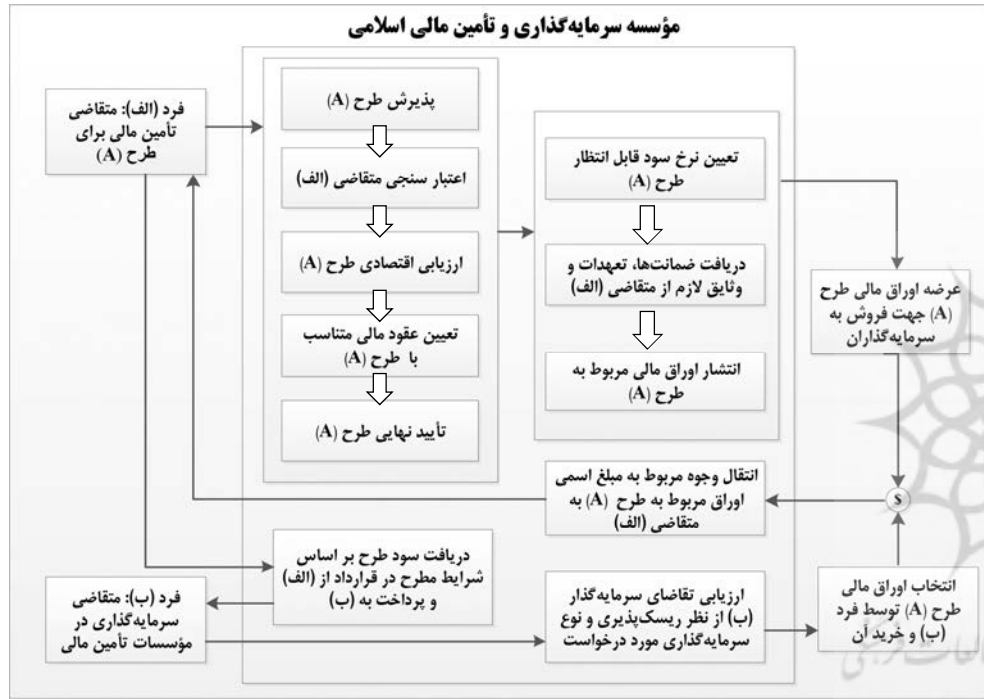 مؤسسه سرمایه‌گذاری و تأمین مالی اسلامی
فرد (الف): متقاضی
تأمین مالی برای
طرح (A)
پذیرش طرح (A)
اعتبار سنجی متقاضی (الف)
ارزیابی اقتصادی طرح (A)
تعیین عقود مالی متناسب
با طرح (A)
تأیید نهایی طرح (A)
تعیین نرخ سود قابل انتظار
طرح (A)
دریافت ضمانت‌ها، تعهدات و
وثایق لازم از متقاضی (الف)
انتشار اوراق مالی مربوط به
طرح (A)
عرضه اوراق مالی طرح
(A) جهت فروش به
سرمایه‌گذاران
$
انتقال وجوه مربوط به مبلغ اسمی
اوراق مربوط به طرح (A) به
متقاضی (الف)
دریافت سود طرح بر اساس
شرایط مطرح در قرارداد از (الف)
و پرداخت به (ب)
فرد (ب): متقاضی
سرمایه‌گذاری در
مؤسسات تأمین مالی
ارزیابی تقاضای سرمایه‌گذار
(ب) از نظر ریسک‌پذیری و نوع
سرمایه‌گذاری مورد درخواست
انتخاب اوراق مالی
طرح (A) توسط فرد
(ب) و خرید آن